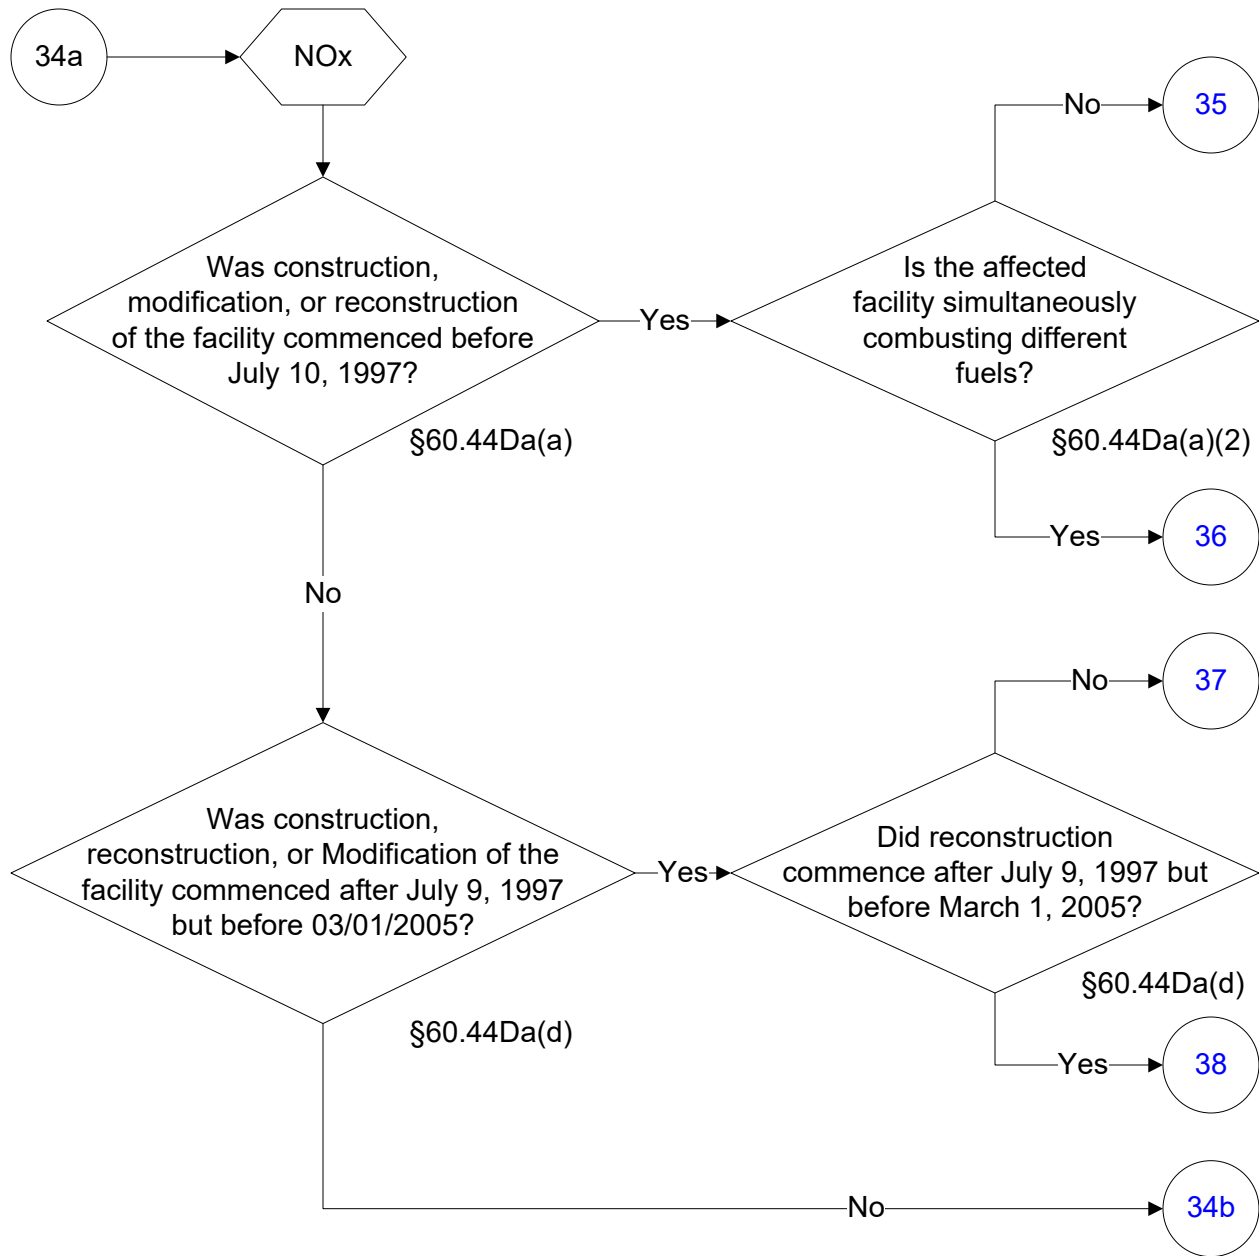 34a
NOx
No
35
Was construction,
modification, or reconstruction
of the facility commenced before
July 10, 1997?
Yes
Is the affected
facility simultaneously
combusting different
fuels?
§60.44Da(a)
§60.44Da(a)(2)
Yes
36
No
No
37
Was construction,
reconstruction, or Modification of the
facility commenced after July 9, 1997
but before 03/01/2005?
Yes
Did reconstruction
commence after July 9, 1997 but
before March 1, 2005?
§60.44Da(d)
§60.44Da(d)
Yes
38
No
34b